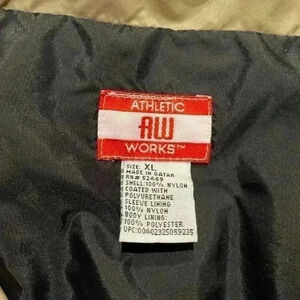 ATHLETIC
AW
WORKS™
SIZE: XL
MADE IN QATAR
RN# 52469
SHELL:100% NYLON
COATED WITH
POLYURETHANE
SLEEVE LINING
100% NYLON
BODY LINING:
100% POLYESTER
UPC:00402325059235